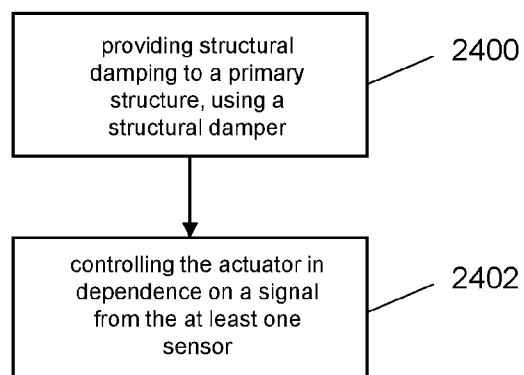 providing structural
damping to a primary
structure, using a
structural damper
2400
controlling the actuator in
dependence on a signal
from the at least one
sensor
2402